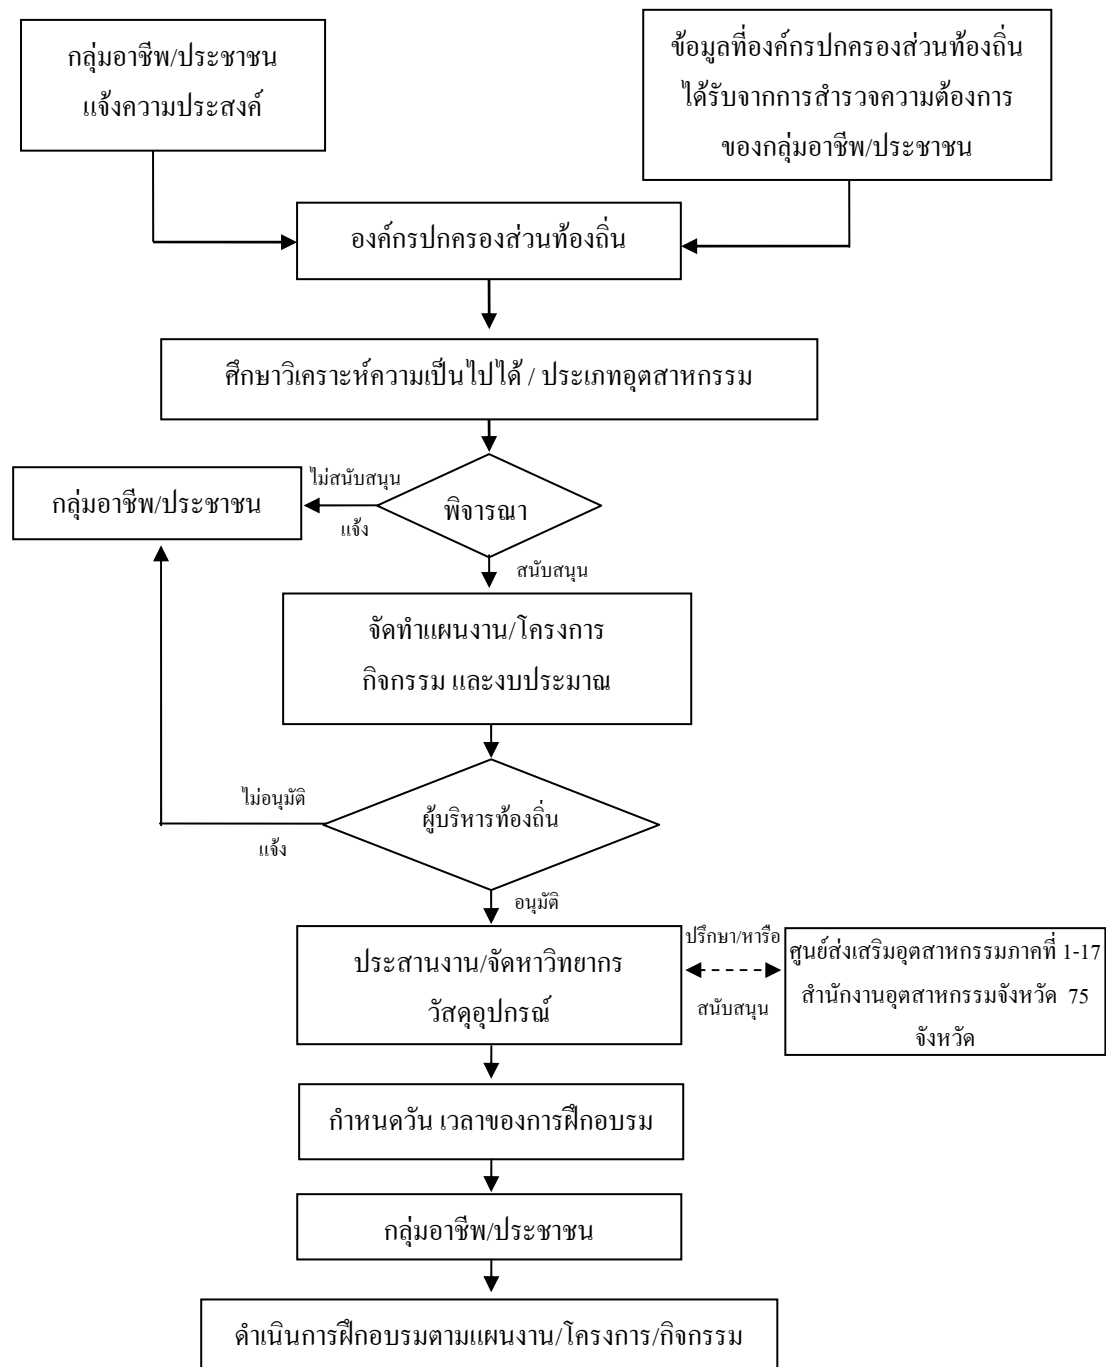 กลุ่มอาชีพ/ประชาชน
แจ้งความประสงค์
ข้อมูลที่องค์กรปกครองส่วนท้องถิ่น
ได้รับจากการสำรวจความต้องการ
ของกลุ่มอาชีพ/ประชาชน
องค์กรปกครองส่วนท้องถิ่น
ศึกษาวิเคราะห์ความเป็นไปได้ / ประเภทอุตสาหกรรม
กลุ่มอาชีพ/ประชาชน
ไม่สนับสนุน
แจ้ง
พิจารณา
สนับสนุน
จัดทำแผนงาน/โครงการ
กิจกรรม และงบประมาณ
ไม่อนุมัติ
แจ้ง
ผู้บริหารท้องถิ่น
อนุมัติ
ประสานงาน/จัดหาวิทยากร
วัสดุอุปกรณ์
ปรึกษา/หารือ
สนับสนุน
ศูนย์ส่งเสริมอุตสาหกรรมภาคที่ 1-17
สำนักงานอุตสาหกรรมจังหวัด 75
จังหวัด
กำหนดวัน เวลาของการฝึกอบรม
กลุ่มอาชีพ/ประชาชน
ดำเนินการฝึกอบรมตามแผนงาน/โครงการ/กิจกรรม